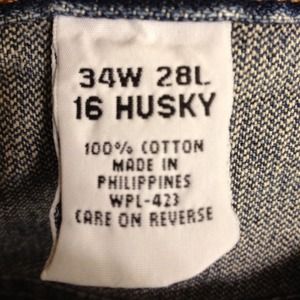 34W 28L
16 HUSKY
100% COTTON
MADE IN
PHILIPPINES
WPL-423
CARE ON REVERSE